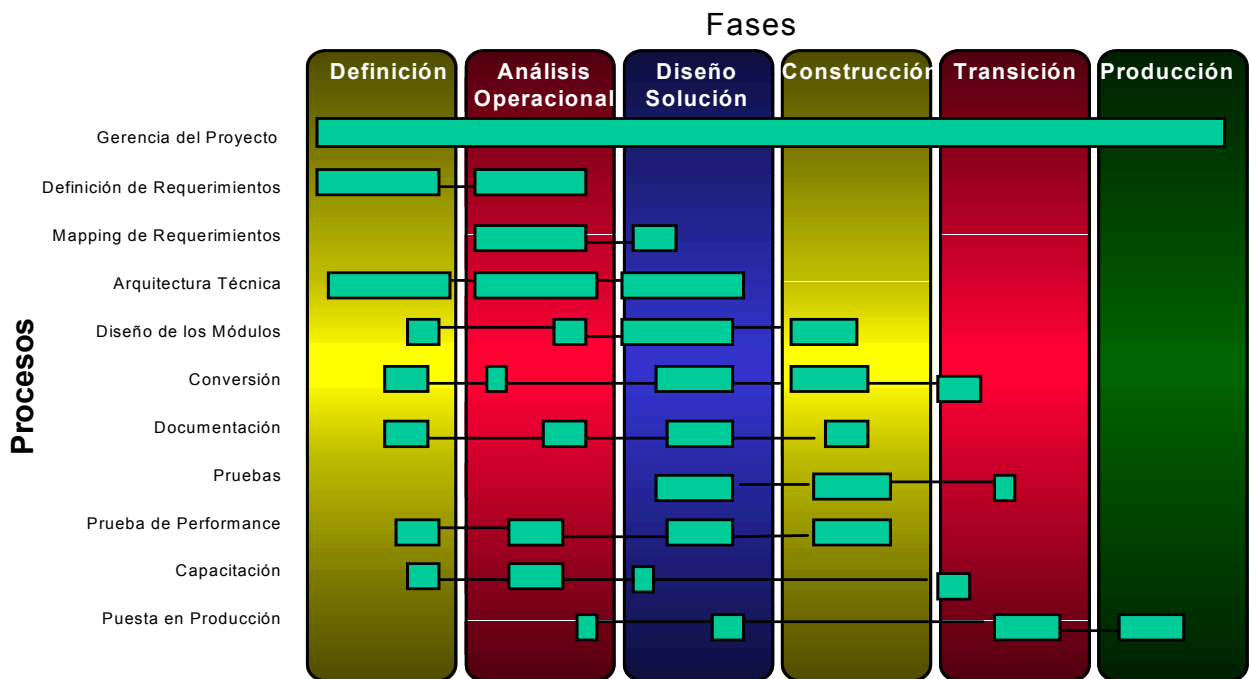 Fases
Definición
Análisis
Operacional
Diseño
Solución
Construcción
Transición
Producción
Procesos
Gerencia del Proyecto
Definición de Requerimientos
Mapping de Requerimientos
Arquitectura Técnica
Diseño de los Módulos
Conversión
Documentación
Pruebas
Prueba de Performance
Capacitación
Puesta en Producción